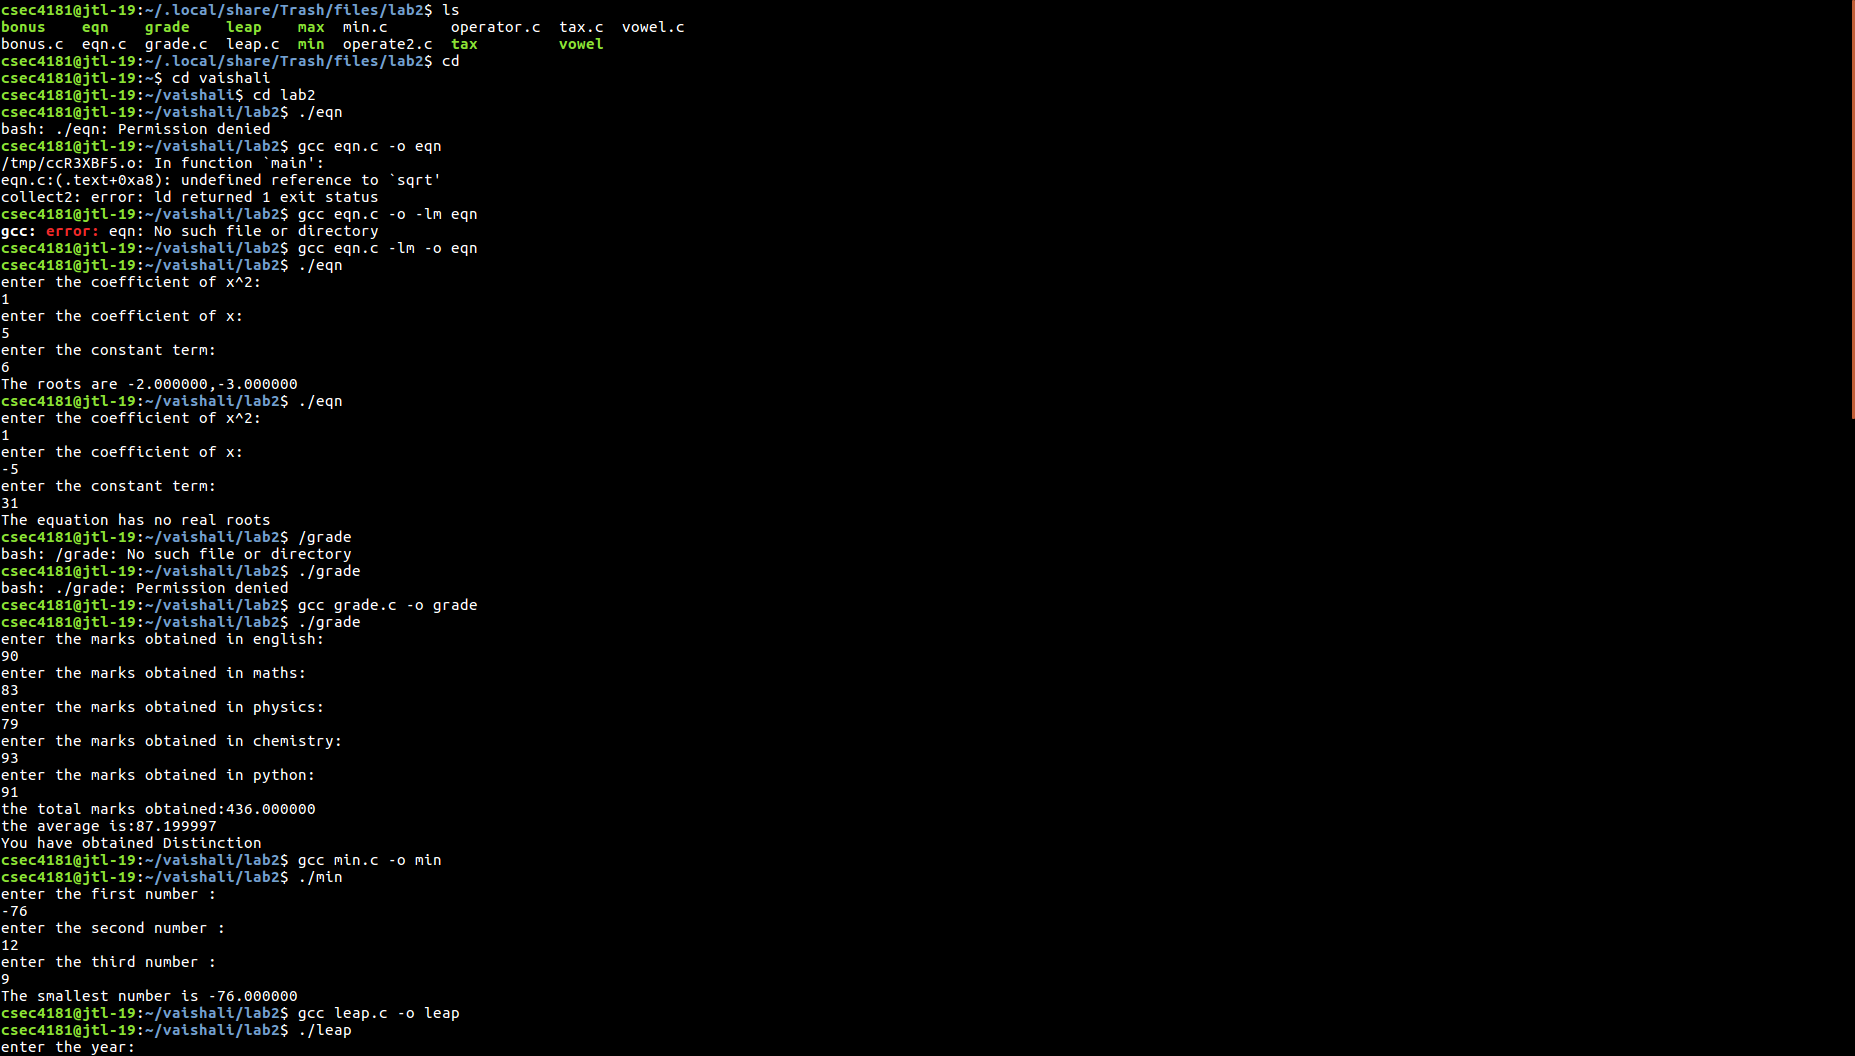 csec4181@jtl-19:~/.local/share/Trash/files/lab2$ ls
bonus    eqn    grade    leap    max  min.c       operator.c  tax.c  vowel.c
bonus.c  eqn.c  grade.c  leap.c  min  operate2.c  tax         vowel
csec4181@jtl-19:~/.local/share/Trash/files/lab2$ cd
csec4181@jtl-19:~$ cd vaishali
csec4181@jtl-19:~/vaishali$ cd lab2
csec4181@jtl-19:~/vaishali/lab2$ ./eqn
bash: ./eqn: Permission denied
csec4181@jtl-19:~/vaishali/lab2$ gcc eqn.c -o eqn
/tmp/ccR3XBF5.o: In function `main':
eqn.c:(.text+0xa8): undefined reference to `sqrt'
collect2: error: ld returned 1 exit status
csec4181@jtl-19:~/vaishali/lab2$ gcc eqn.c -o -lm eqn
gcc: error: eqn: No such file or directory
csec4181@jtl-19:~/vaishali/lab2$ gcc eqn.c -lm -o eqn
csec4181@jtl-19:~/vaishali/lab2$ ./eqn
enter the coefficient of x^2:
1
enter the coefficient of x:
5
enter the constant term:
6
The roots are -2.000000,-3.000000
csec4181@jtl-19:~/vaishali/lab2$ ./eqn
enter the coefficient of x^2:
1
enter the coefficient of x:
-5
enter the constant term:
31
The equation has no real roots
csec4181@jtl-19:~/vaishali/lab2$ /grade
bash: /grade: No such file or directory
csec4181@jtl-19:~/vaishali/lab2$ ./grade
bash: ./grade: Permission denied
csec4181@jtl-19:~/vaishali/lab2$ gcc grade.c -o grade
csec4181@jtl-19:~/vaishali/lab2$ ./grade
enter the marks obtained in english:
90
enter the marks obtained in maths:
83
enter the marks obtained in physics:
79
enter the marks obtained in chemistry:
93
enter the marks obtained in python:
91
the total marks obtained:436.000000
the average is:87.199997
You have obtained Distinction
csec4181@jtl-19:~/vaishali/lab2$ gcc min.c -o min
csec4181@jtl-19:~/vaishali/lab2$ ./min
enter the first number :
-76
enter the second number :
12
enter the third number :
9
The smallest number is -76.000000
csec4181@jtl-19:~/vaishali/lab2$ gcc leap.c -o leap
csec4181@jtl-19:~/vaishali/lab2$ ./leap
enter the year: